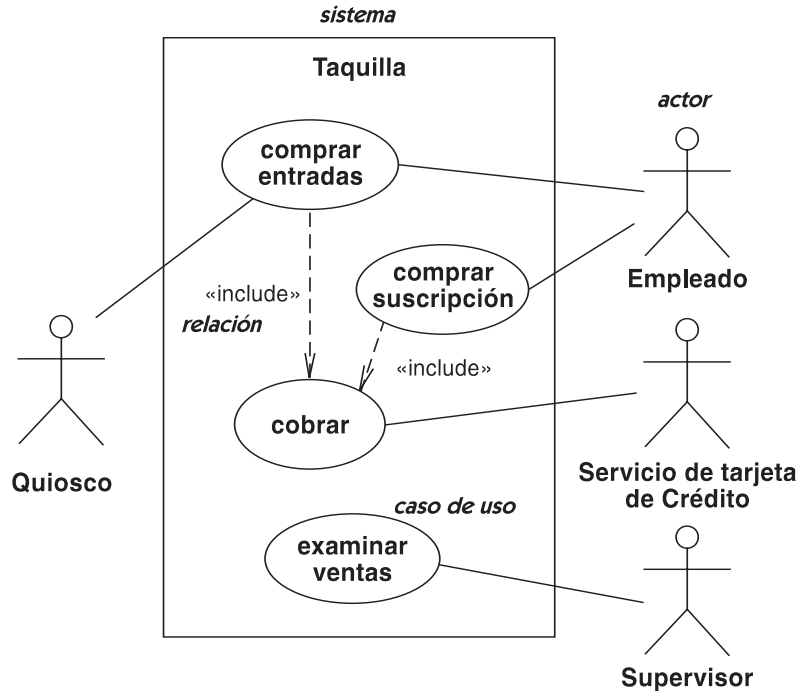 sistema
Taquilla
actor
comprar
entradas
Empleado
comprar
suscripción
«include»
relación
«include»
Quiosco
cobrar
Servicio de tarjeta
de Crédito
caso de uso
examinar
ventas
Supervisor